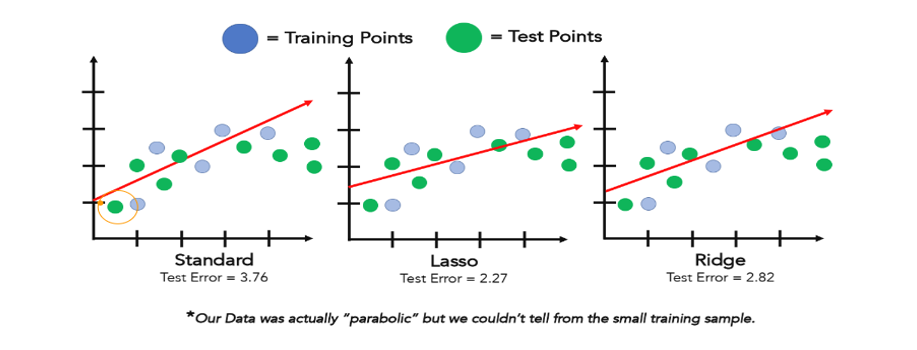 = Training Points
= Test Points
Standard
Test Error = 3.76
Lasso
Test Error = 2.27
Ridge
Test Error = 2.82
*Our Data was actually “parabolic” but we couldn’t tell from the small training sample.